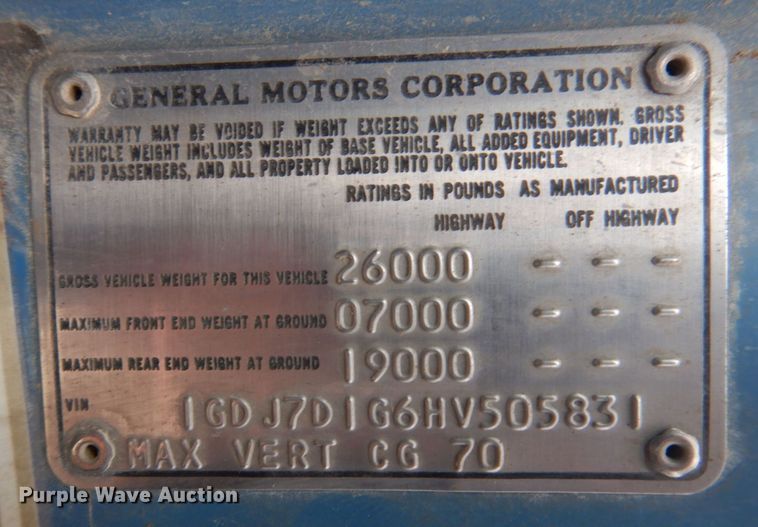 GENERAL MOTORS CORPORATION
WARRANTY MAY BE VOIDED IF WEIGHT EXCEEDS ANY OF RATINGS SHOWN. GROSS
VEHICLE WEIGHT INCLUDES WEIGHT OF BASE VEHICLE, ALL ADDED EQUIPMENT, DRIVER
AND PASSENGERS, AND ALL PROPERTY LOADED INTO OR ONTO VEHICLE.
RATINGS IN POUNDS AS MANUFACTURED
HIGHWAY OFF HIGHWAY
GROSS VEHICLE WEIGHT FOR THIS VEHICLE 26000 - - -
MAXIMUM FRONT END WEIGHT AT GROUND 07000 - - -
MAXIMUM REAR END WEIGHT AT GROUND 19000 - - -
VIN 1GDJ7D1G6HV505831
MAX VERT CG 70
Purple Wave Auction